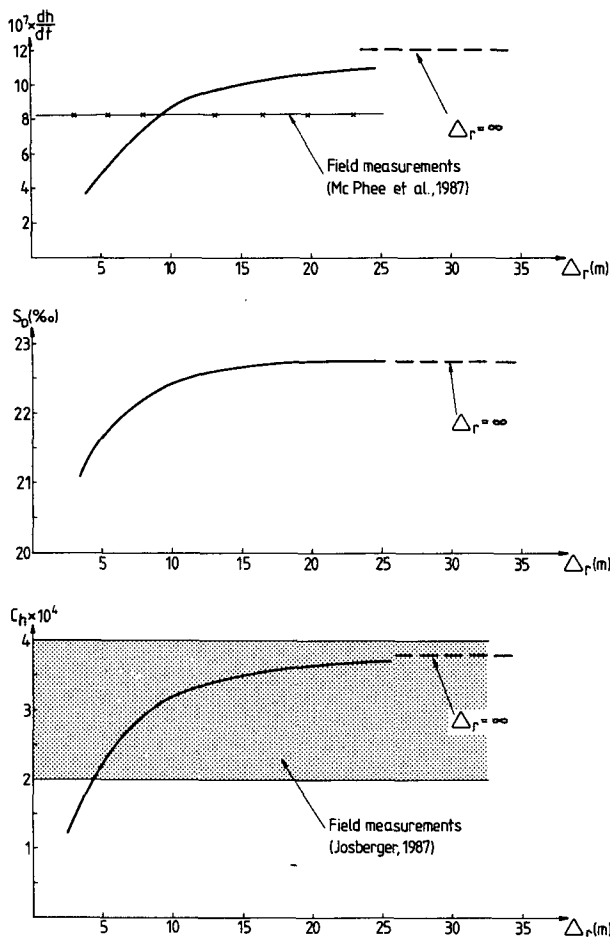 10⁷ × dh/dt
12
10
8
6
4
2
Δr = ∞
Field measurements
(Mc Phee et al., 1987)
5 10 15 20 25 30 35 Δr (m)
S₀(‰)
23
22
21
20
Δr = ∞
5 10 15 20 25 30 35 Δr (m)
Ch × 10⁴
4
3
2
1
Δr = ∞
Field measurements
(Josberger, 1987)
5 10 15 20 25 30 35 Δr (m)